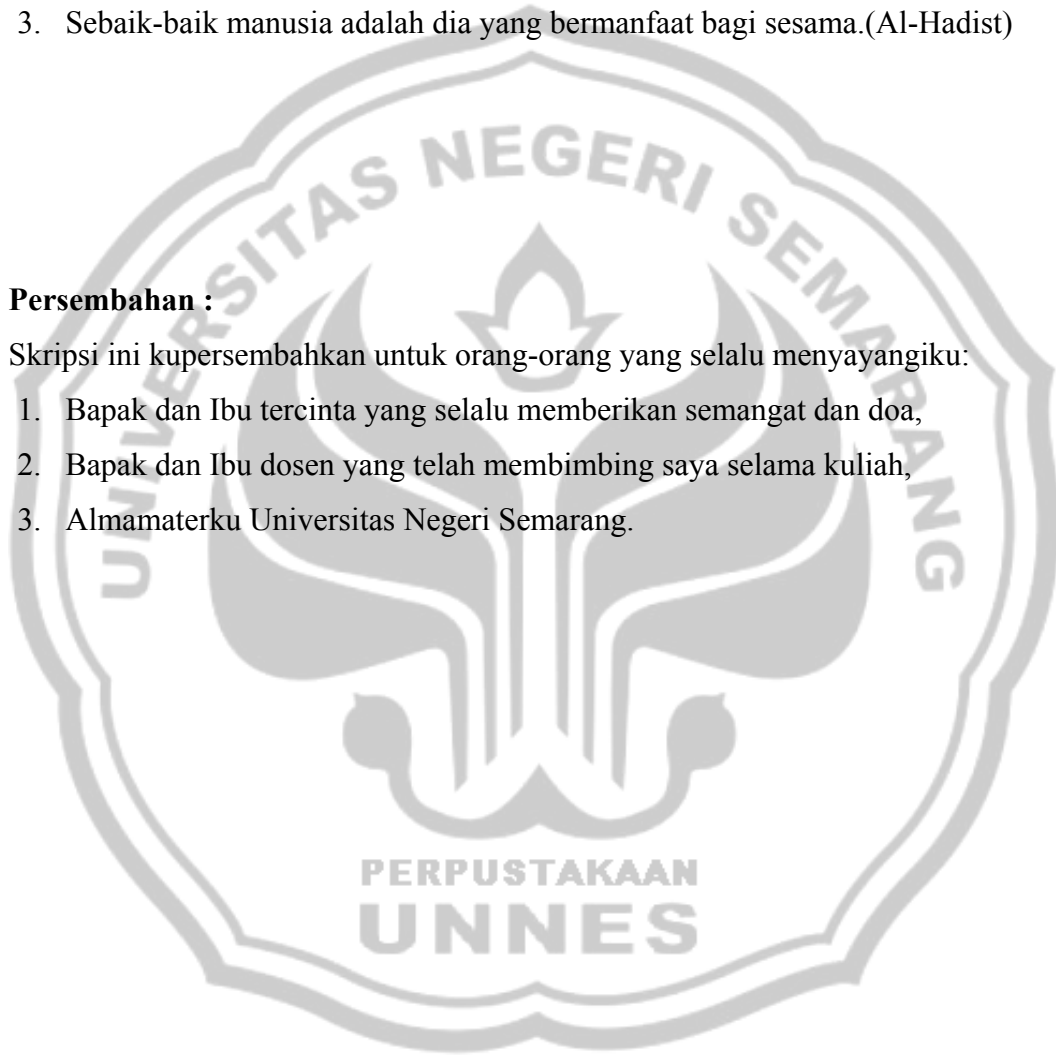 3. Sebaik-baik manusia adalah dia yang bermanfaat bagi sesama.(Al-Hadist)
UNIVERSITAS NEGERI SEMARANG
Persembahan :
Skripsi ini kupersembahkan untuk orang-orang yang selalu menyayangiku:
1. Bapak dan Ibu tercinta yang selalu memberikan semangat dan doa,
2. Bapak dan Ibu dosen yang telah membimbing saya selama kuliah,
3. Almamaterku Universitas Negeri Semarang.
PERPUSTAKAAN
UNNES